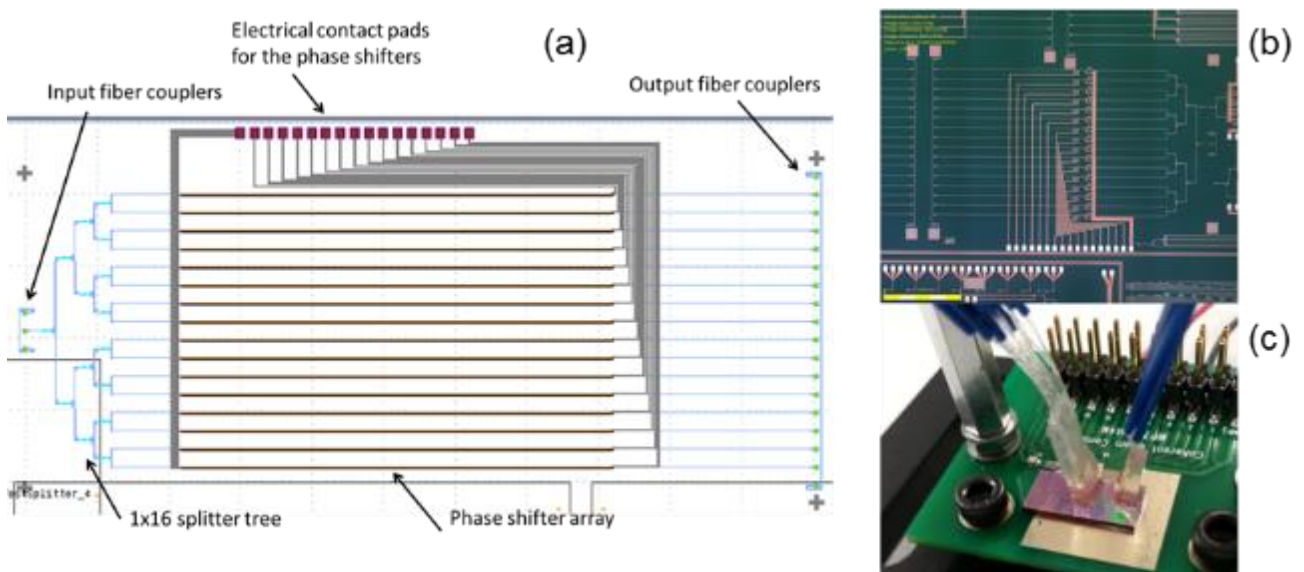 Electrical contact pads
for the phase shifters
(a)
Input fiber couplers
Output fiber couplers
1x16 splitter tree
Phase shifter array
(b)
(c)